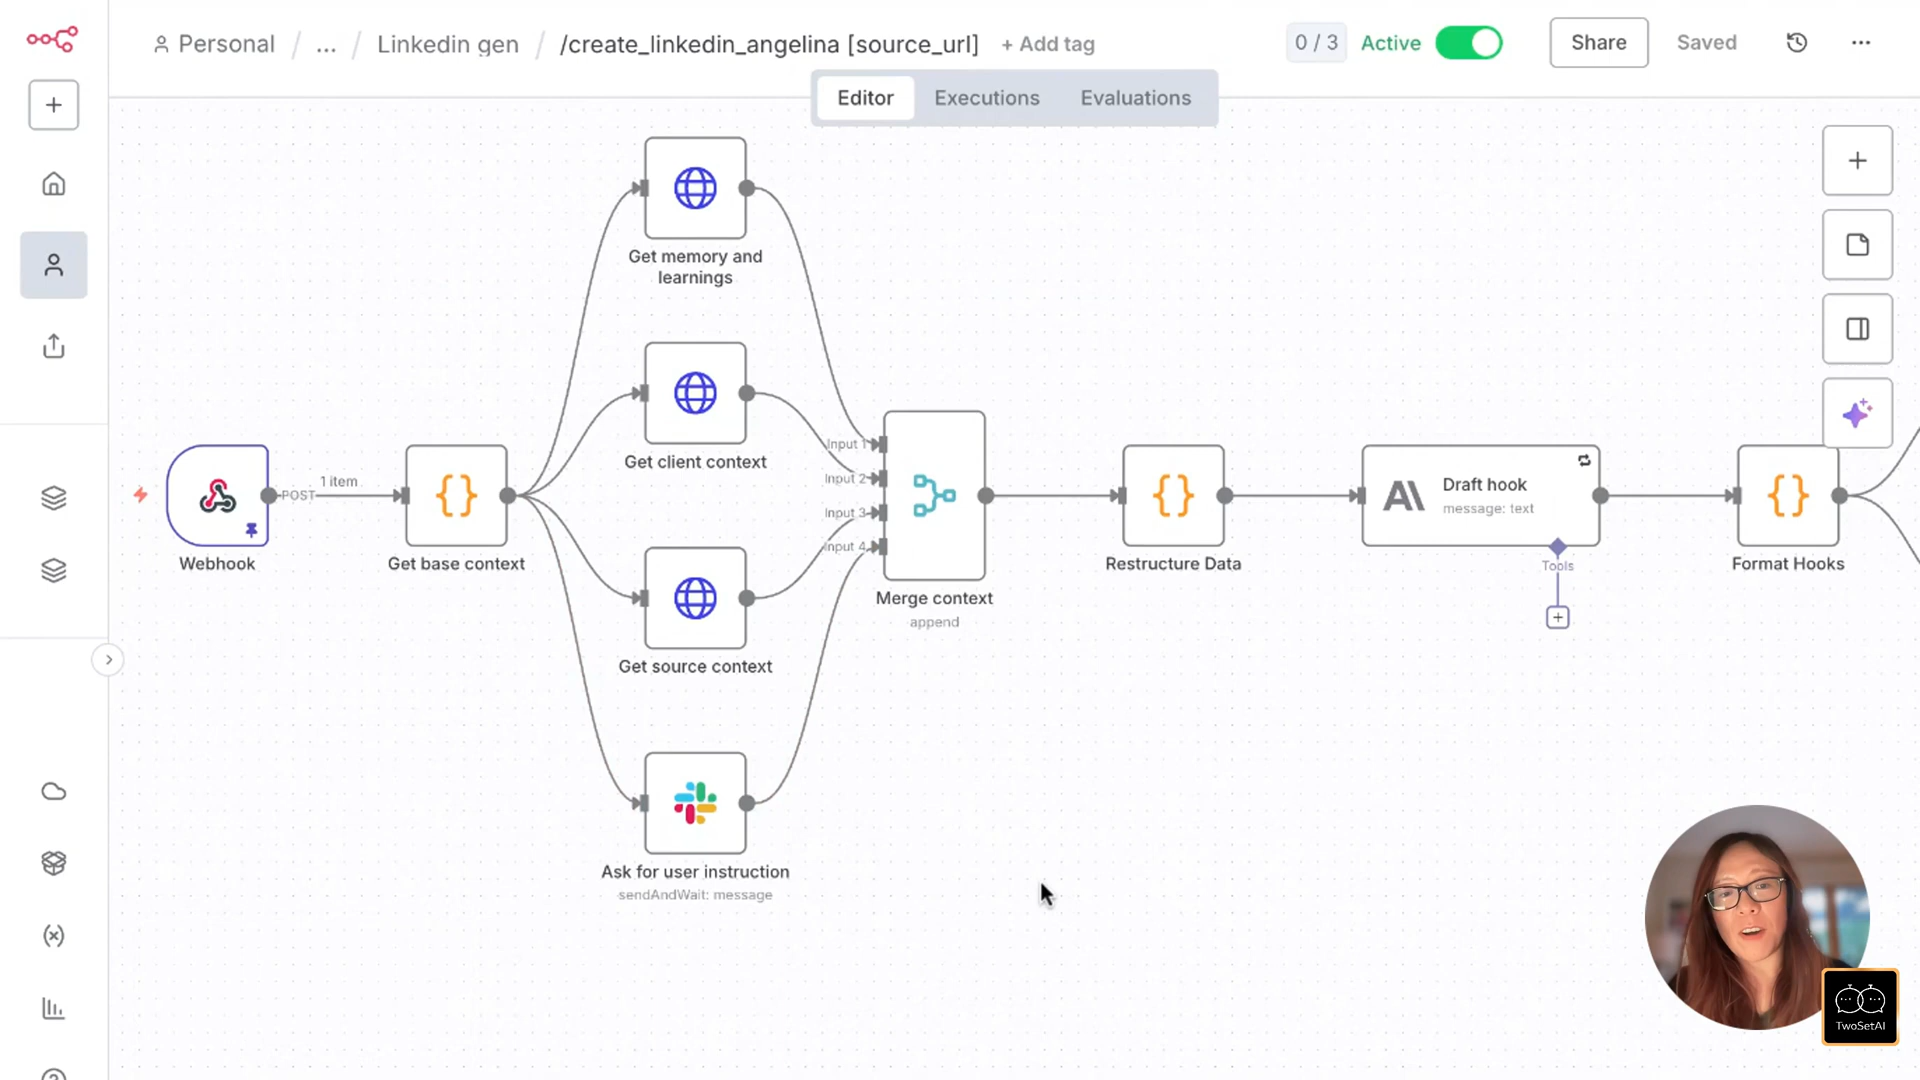 Personal / ... / Linkedin gen / /create_linkedin_angelina [source_url] + Add tag
0 / 3 Active Share Saved
Editor Executions Evaluations
Get memory and
learnings
Get client context
Input 1
Input 2
Input 3
Input 4
POST 1 item
Draft hook
message: text
Webhook
Get base context
Restructure Data
Tools
Format Hooks
Merge context
append
Get source context
Ask for user instruction
sendAndWait: message
TwoSetAI